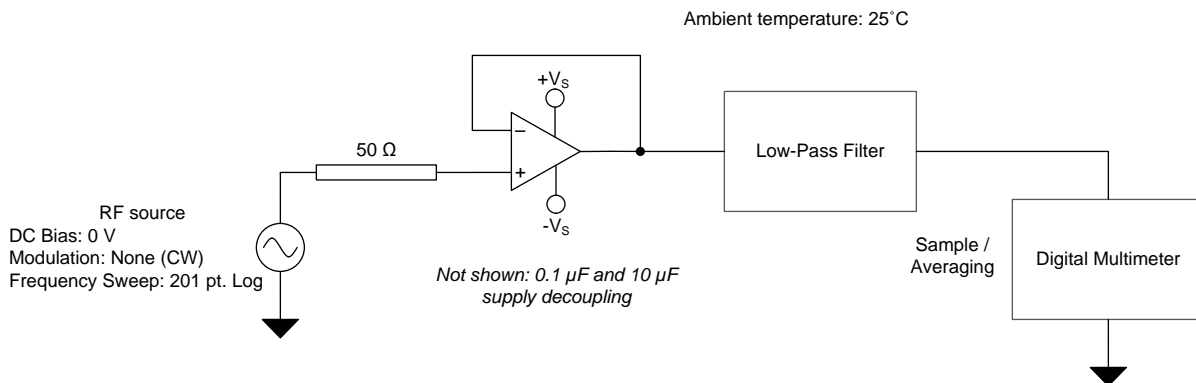 Ambient temperature: 25˚C
+VS
−
50 Ω
+
-VS
Low-Pass Filter
RF source
DC Bias: 0 V
Modulation: None (CW)
Frequency Sweep: 201 pt. Log
Not shown: 0.1 µF and 10 µF
supply decoupling
Sample /
Averaging
Digital Multimeter